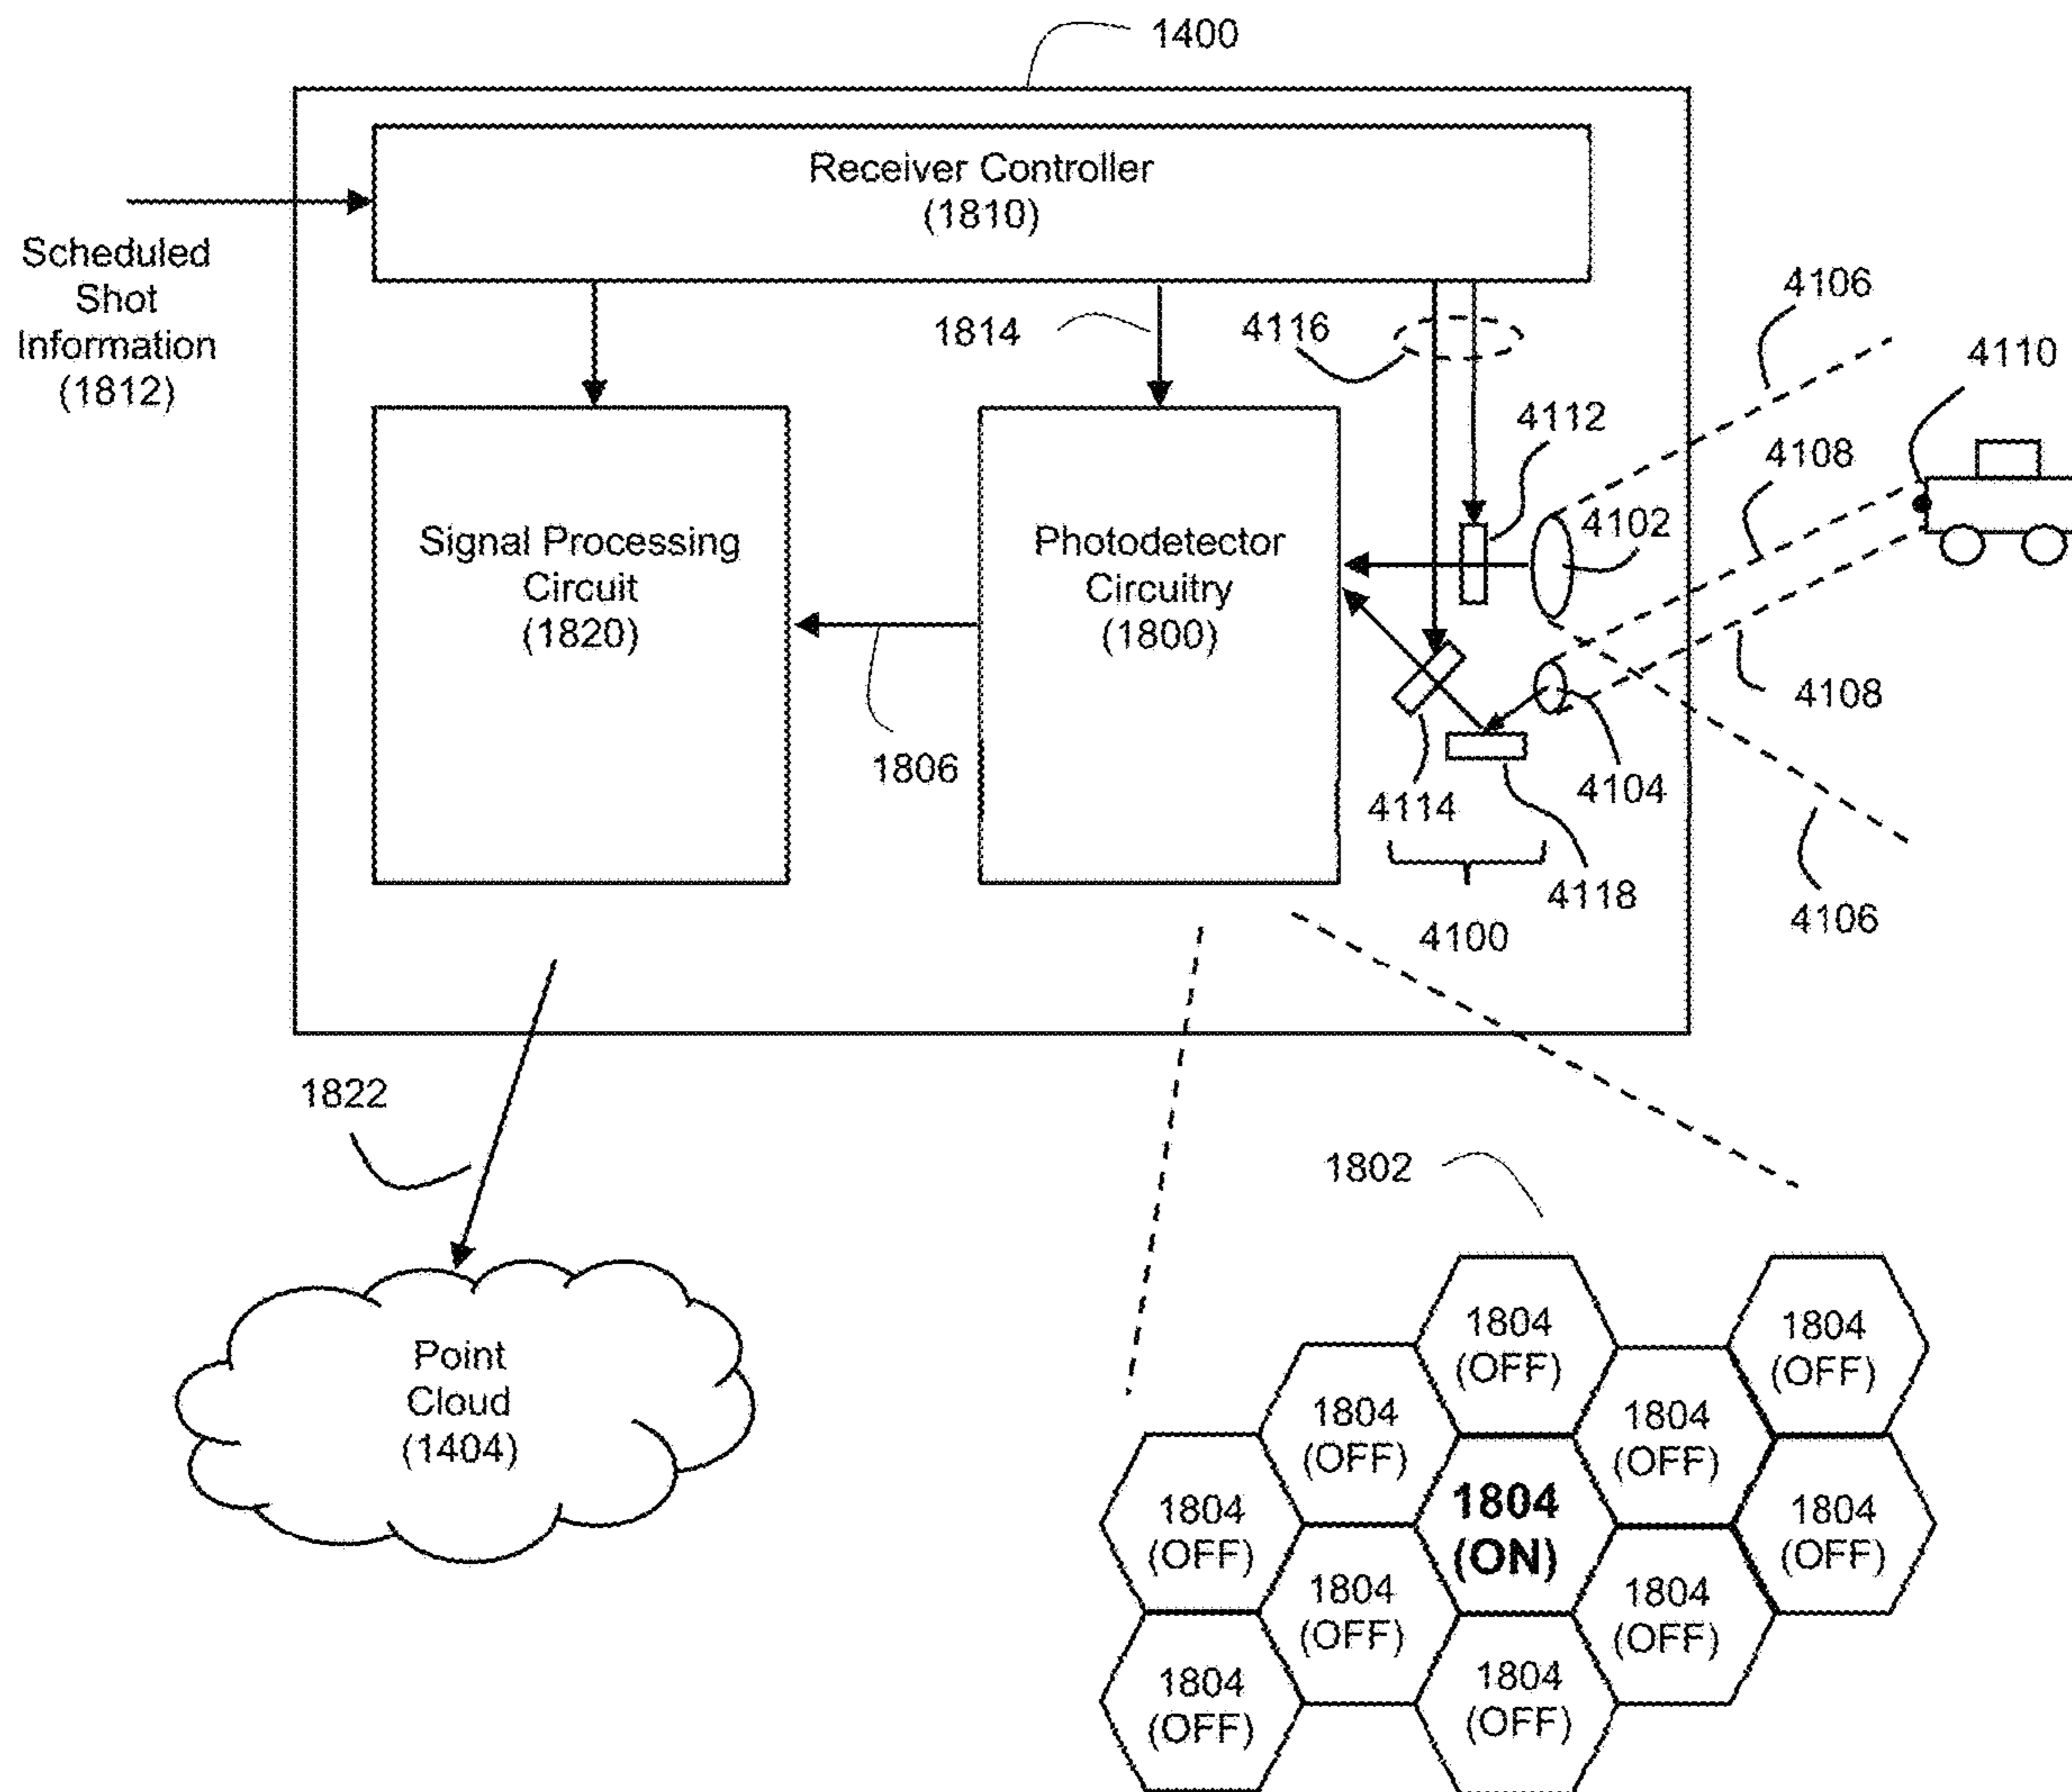 1400
Receiver Controller
(1810)
Scheduled
Shot
Information
(1812)
1814
4116
4106
4110
4112
4108
4102
Signal Processing
Circuit
(1820)
Photodetector
Circuitry
(1800)
4108
1806
4114
4104
4118
4106
4100
1822
1802
Point
Cloud
(1404)
1804
(OFF)
1804
(OFF)
1804
(OFF)
1804
(OFF)
1804
(OFF)
1804
(ON)
1804
(OFF)
1804
(OFF)
1804
(OFF)
1804
(OFF)
1804
(OFF)